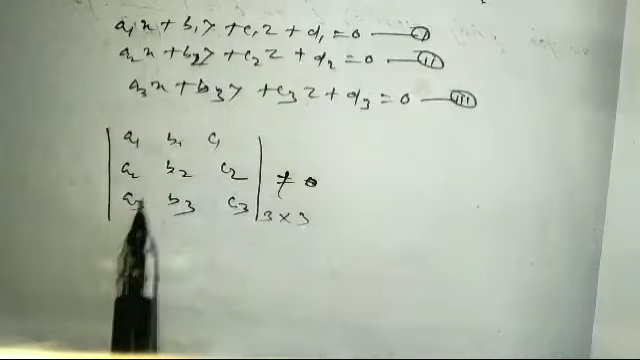 a₁x + b₁y + c₁z + d₁ = 0 — I
a₂x + b₂y + c₂z + d₂ = 0 — II
a₃x + b₃y + c₃z + d₃ = 0 — III
| a₁ b₁ c₁ |
| a₂ b₂ c₂ | ≠ 0
| a₃ b₃ c₃ | 3×3